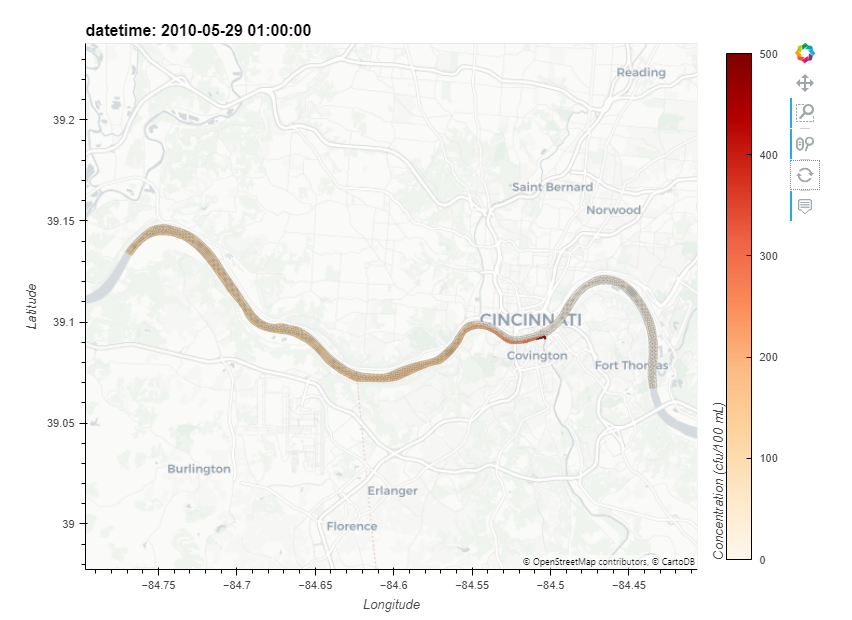 datetime: 2010-05-29 01:00:00
Reading
Saint Bernard
Norwood
CINCINNATI
Covington
Fort Thomas
Burlington
Erlanger
Florence
© OpenStreetMap contributors, © CartoDB
Latitude
39.2
39.15
39.1
39.05
39
−84.75
−84.7
−84.65
−84.6
−84.55
−84.5
−84.45
Longitude
Concentration (cfu/100 mL)
500
400
300
200
100
0